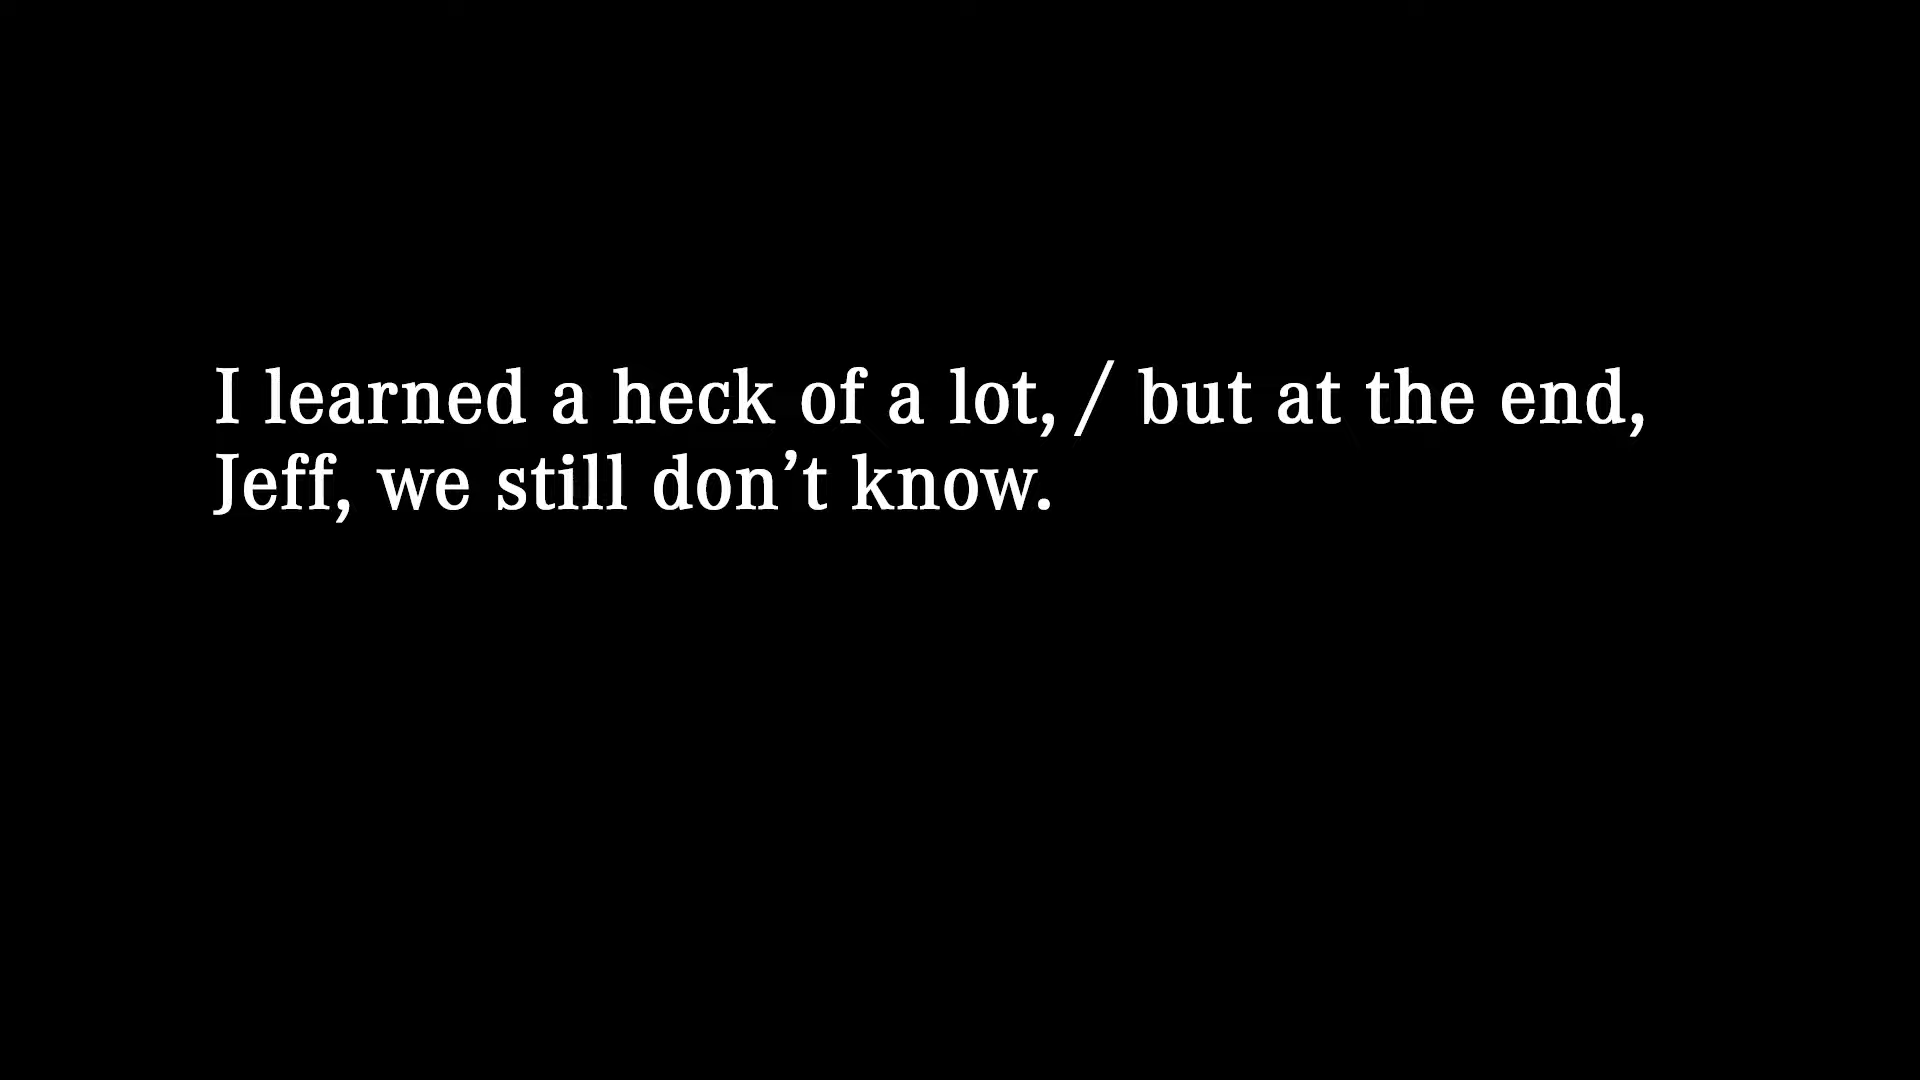 I learned a heck of a lot, / but at the end,
Jeff, we still don’t know.